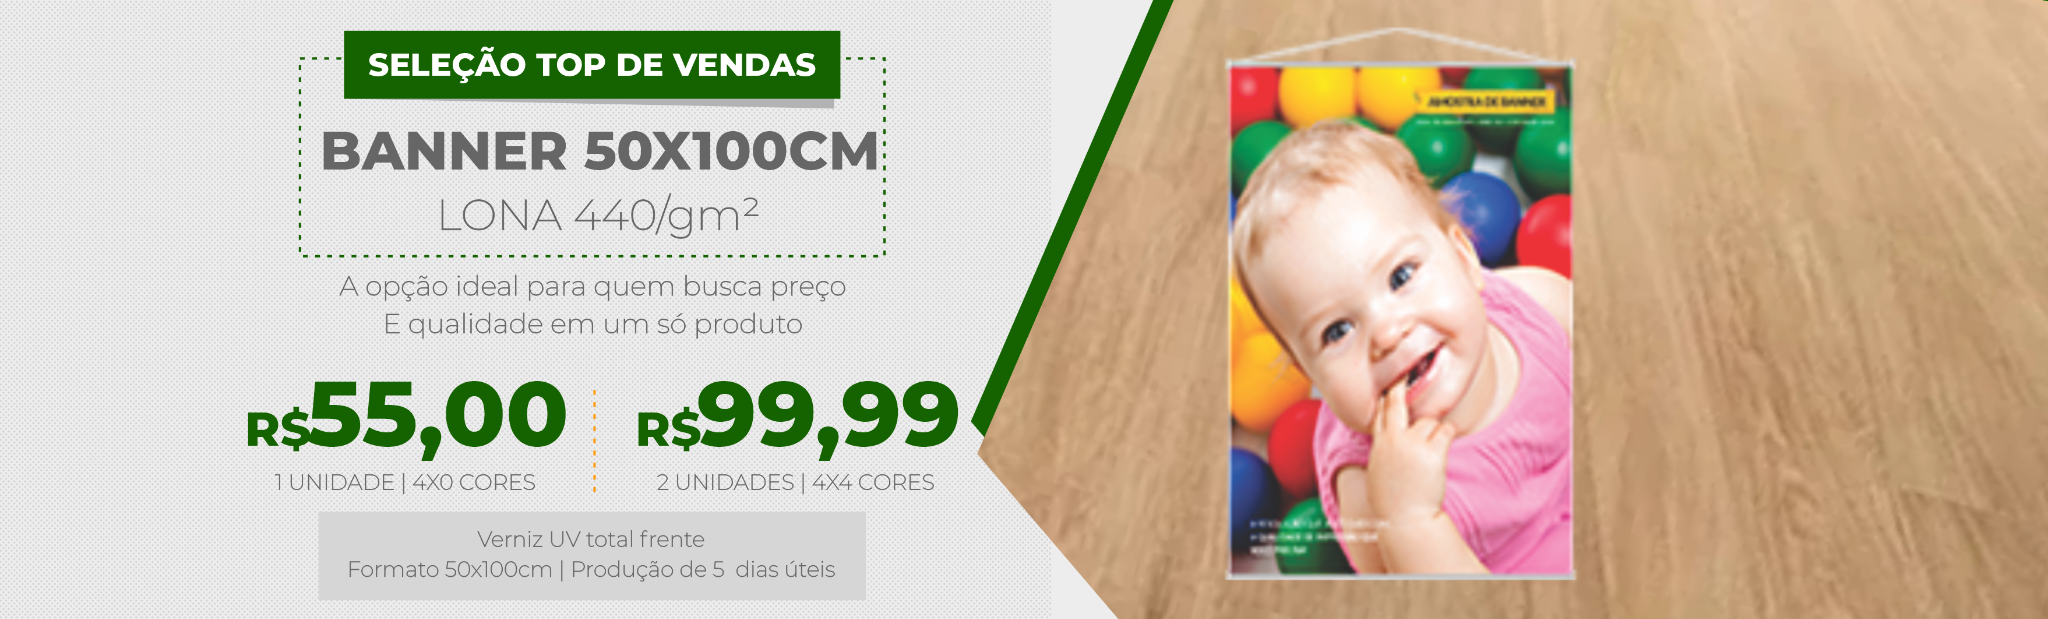 SELEÇÃO TOP DE VENDAS
BANNER 50X100CM
LONA 440/gm²
A opção ideal para quem busca preço
E qualidade em um só produto
R$55,00
1 UNIDADE | 4X0 CORES
R$99,99
2 UNIDADES | 4X4 CORES
Verniz UV total frente
Formato 50x100cm | Produção de 5 dias úteis
AMOSTRA DE BANNER